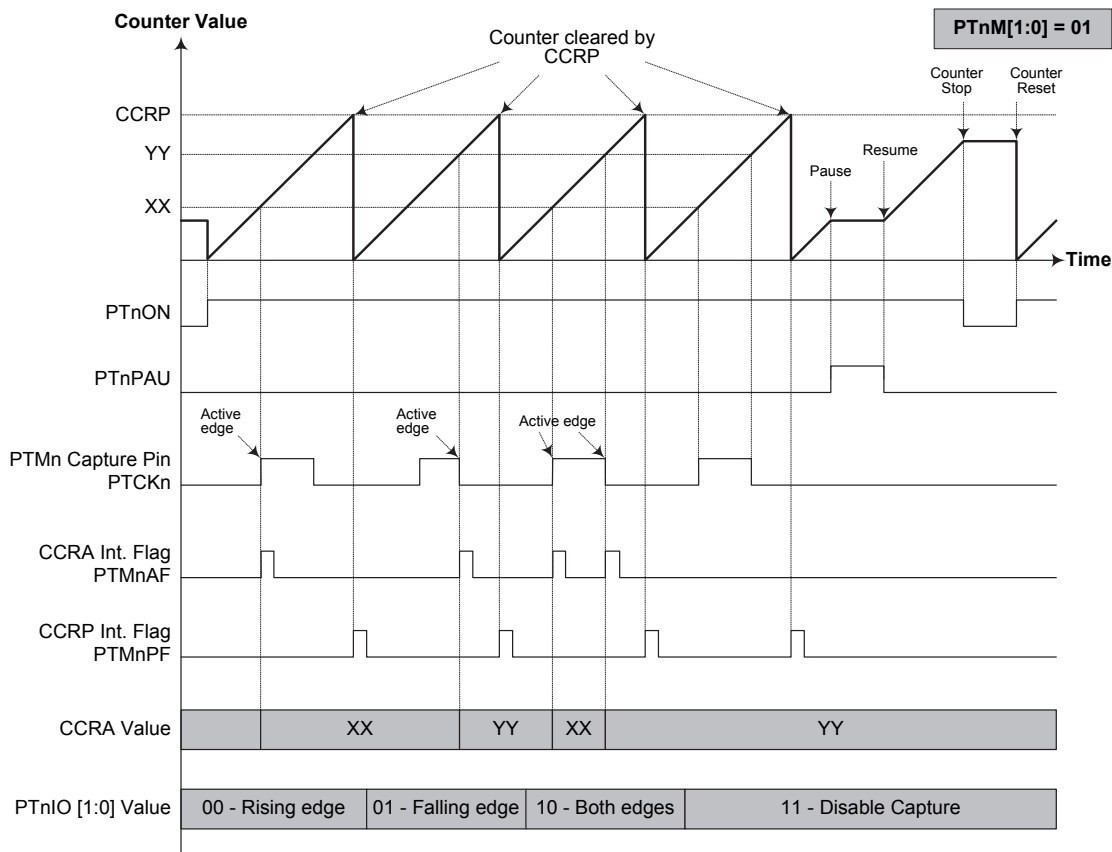 Counter Value
PTnM[1:0] = 01
Counter cleared by
CCRP
Counter
Stop
Counter
Reset
CCRP
YY
XX
Pause
Resume
Time
PTnON
PTnPAU
Active
edge
Active
edge
Active edge
PTMn Capture Pin
PTCKn
CCRA Int. Flag
PTMnAF
CCRP Int. Flag
PTMnPF
CCRA Value
XX
YY
XX
YY
PTnIO [1:0] Value
00 - Rising edge
01 - Falling edge
10 - Both edges
11 - Disable Capture